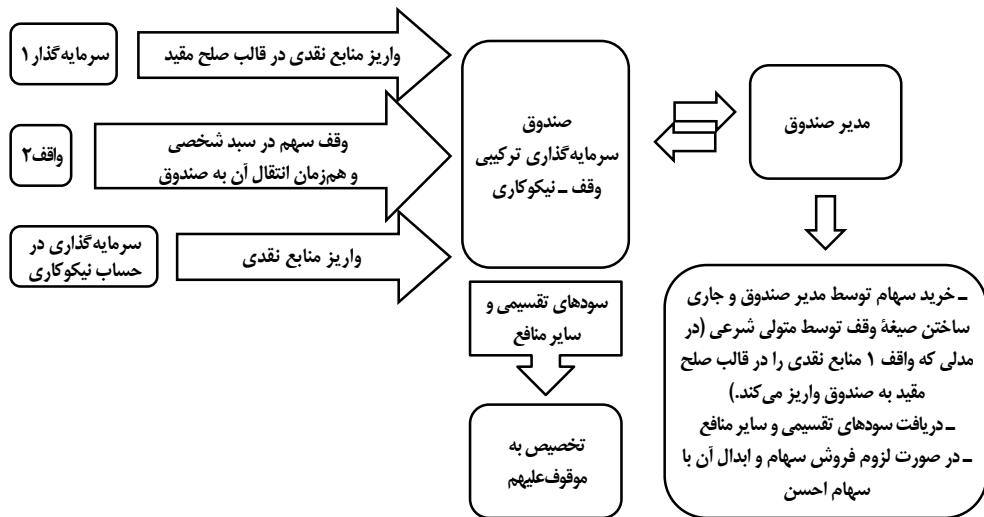 سرمایه‌گذار ۱
واریز منابع نقدی در قالب صلح مقید
واقف۲
وقف سهم در سبد شخصی
و هم‌زمان انتقال آن به صندوق
سرمایه‌گذاری در
حساب نیکوکاری
واریز منابع نقدی
صندوق
سرمایه‌گذاری ترکیبی
وقف ـ نیکوکاری
مدیر صندوق
سودهای تقسیمی و
سایر منافع
تخصیص به
موقوف‌علیهم
ـ خرید سهام توسط مدیر صندوق و جاری
ساختن صیغهٔ وقف توسط متولی شرعی (در
مدلی که واقف ۱ منابع نقدی را در قالب صلح
مقید به صندوق واریز می‌کند.)
ـ دریافت سودهای تقسیمی و سایر منافع
ـ در صورت لزوم فروش سهام و ابدال آن با
سهام احسن